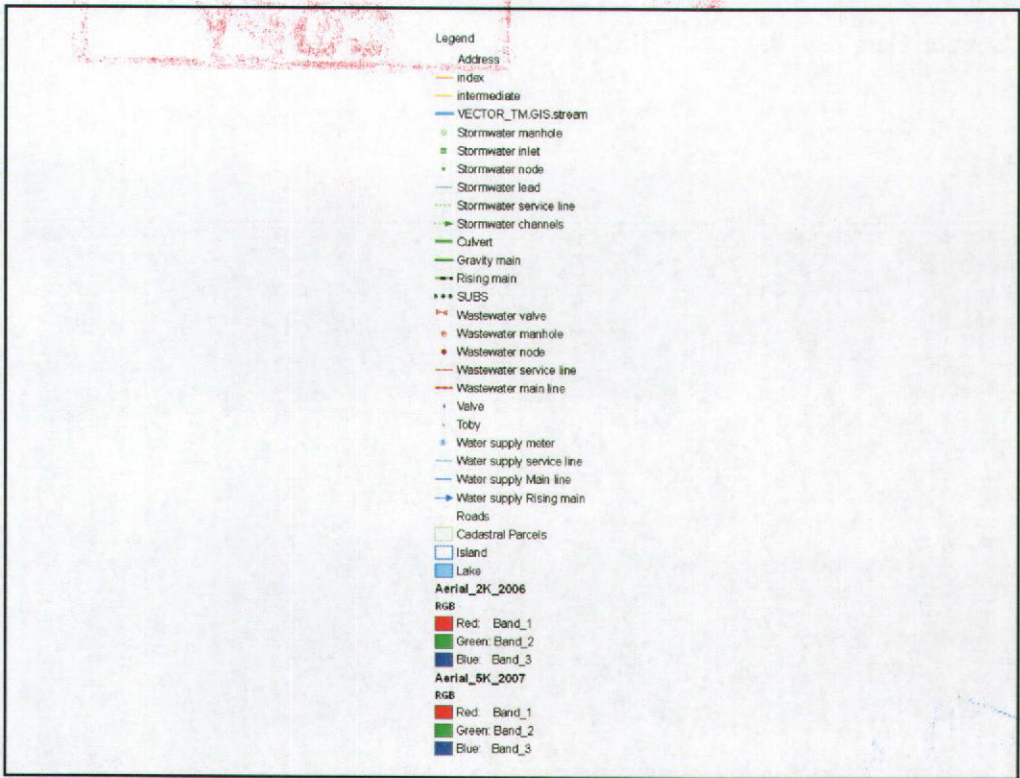 Legend
Address
index
intermediate
VECTOR_TM.GIS.stream
Stormwater manhole
Stormwater inlet
Stormwater node
Stormwater lead
Stormwater service line
Stormwater channels
Culvert
Gravity main
Rising main
SUBS
Wastewater valve
Wastewater manhole
Wastewater node
Wastewater service line
Wastewater main line
Valve
Toby
Water supply meter
Water supply service line
Water supply Main line
Water supply Rising main
Roads
Cadastral Parcels
Island
Lake
Aerial_2K_2006
RGB
Red: Band_1
Green: Band_2
Blue: Band_3
Aerial_5K_2007
RGB
Red: Band_1
Green: Band_2
Blue: Band_3